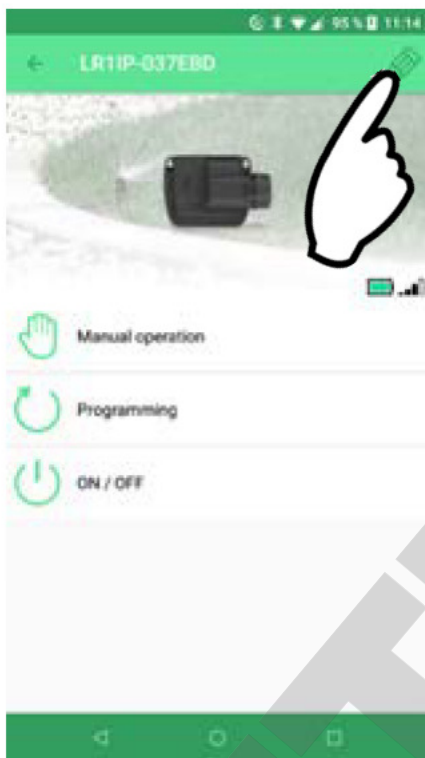 95 % 11:14
LR1IP-037EBD
Manual operation
Programming
ON / OFF